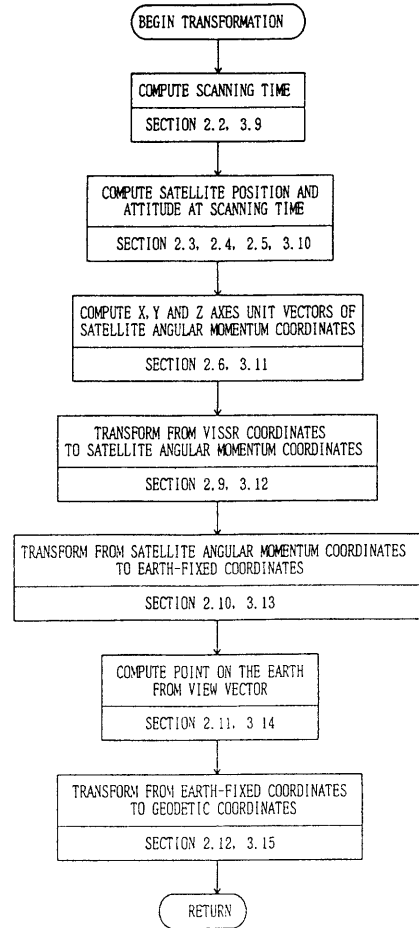 BEGIN TRANSFORMATION
COMPUTE SCANNING TIME
SECTION 2.2, 3.9
COMPUTE SATELLITE POSITION AND
ATTITUDE AT SCANNING TIME
SECTION 2.3, 2.4, 2.5, 3.10
COMPUTE X,Y AND Z AXES UNIT VECTORS OF
SATELLITE ANGULAR MOMENTUM COORDINATES
SECTION 2.6, 3.11
TRANSFORM FROM VISSR COORDINATES
TO SATELLITE ANGULAR MOMENTUM COORDINATES
SECTION 2.9, 3.12
TRANSFORM FROM SATELLITE ANGULAR MOMENTUM COORDINATES
TO EARTH-FIXED COORDINATES
SECTION 2.10, 3.13
COMPUTE POINT ON THE EARTH
FROM VIEW VECTOR
SECTION 2.11, 3 14
TRANSFORM FROM EARTH-FIXED COORDINATES
TO GEODETIC COORDINATES
SECTION 2.12, 3.15
RETURN